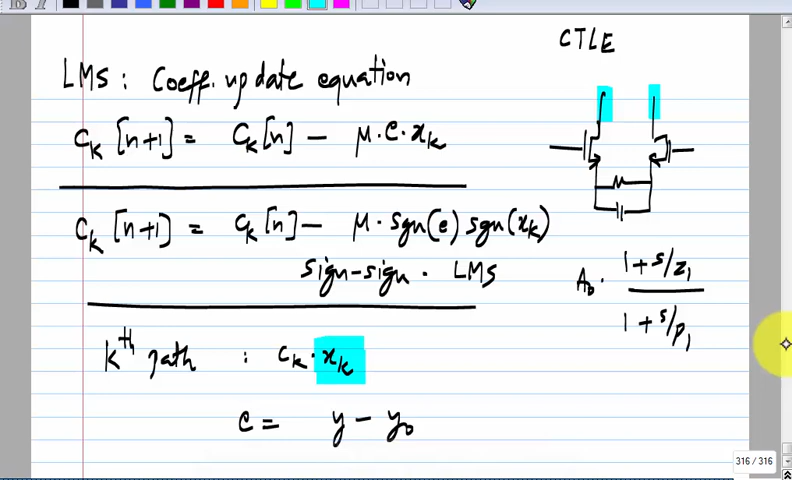 CTLE
LMS : Coeff. update equation
C_k [n+1] = C_k[n] − μ·e·x_k
C_k [n+1] = C_k[n] − μ·sgn(e) sgn(x_k)
sign-sign · LMS
A_0 · (1+s/z_1) / (1+s/p_1)
k^th path : C_k · x_k
e = y − y_0
316 / 316